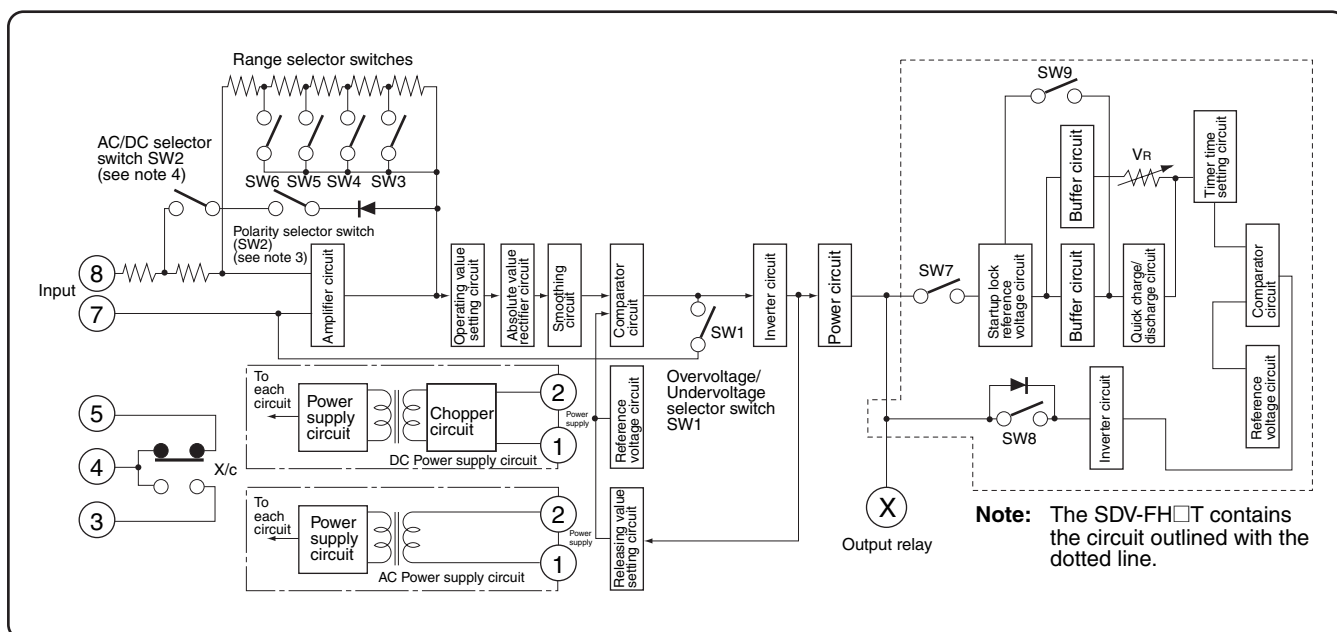 Range selector switches
AC/DC selector
switch SW2
(see note 4)
SW6
SW5
SW4
SW3
Polarity selector switch
(SW2)
(see note 3)
Input
8
7
Amplifier circuit
Operating value
setting circuit
Absolute value
rectifier circuit
Smoothing
circuit
Comparator
circuit
SW1
Overvoltage/
Undervoltage
selector switch
SW1
Inverter circuit
Power circuit
SW7
SW9
Startup lock
reference
voltage circuit
Buffer circuit
Buffer circuit
VR
Quick charge/
discharge circuit
Timer time
setting circuit
Comparator
circuit
Reference
voltage circuit
SW8
Inverter circuit
5
4
3
X/c
To
each
circuit
Power
supply
circuit
Chopper
circuit
2
1
Power
supply
DC Power supply circuit
To
each
circuit
Power
supply
circuit
2
1
Power
supply
AC Power supply circuit
Reference
voltage circuit
Releasing value
setting circuit
X
Output relay
Note: The SDV-FH□T contains
the circuit outlined with the
dotted line.